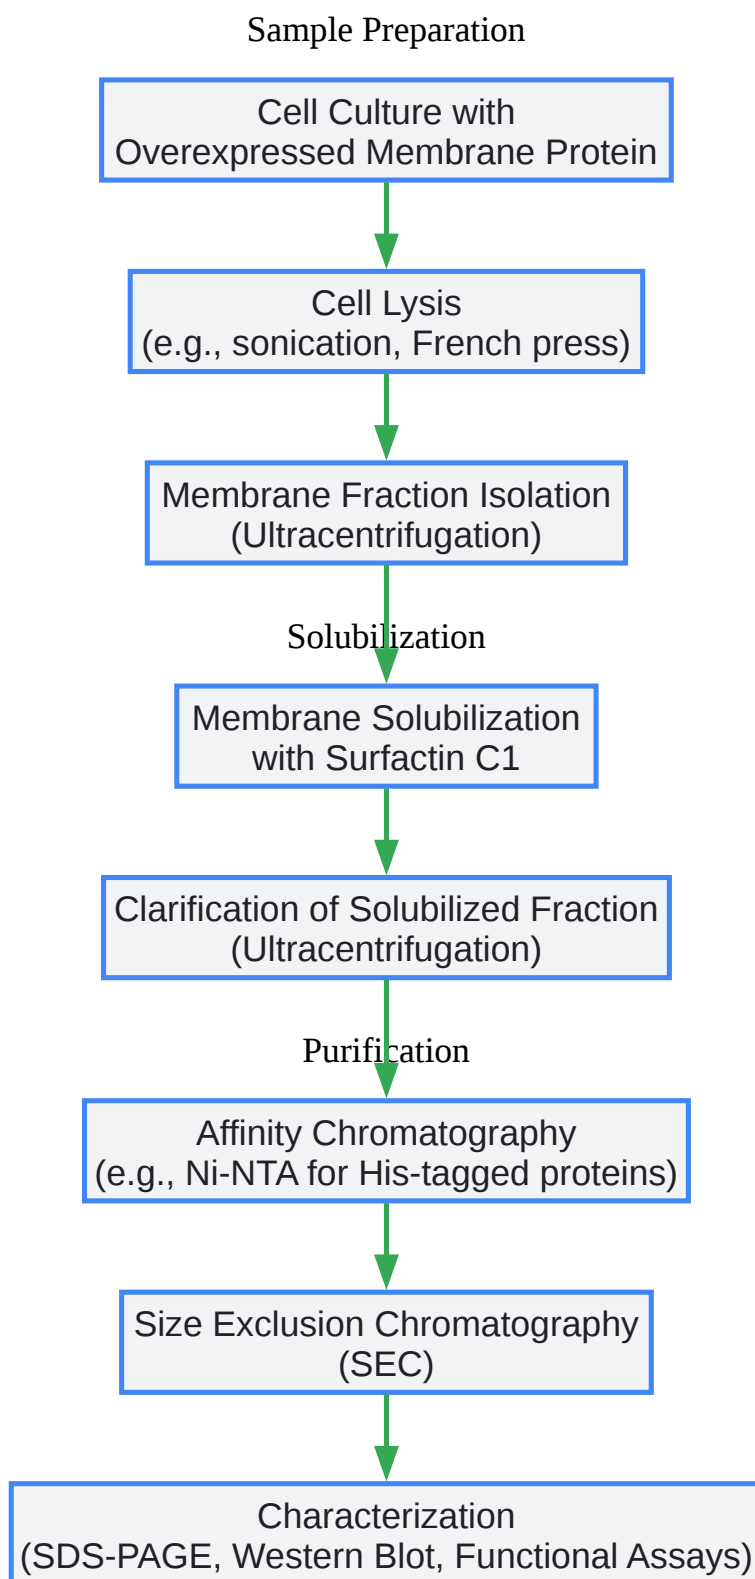 Sample Preparation
Cell Culture with
Overexpressed Membrane Protein
Cell Lysis
(e.g., sonication, French press)
Membrane Fraction Isolation
(Ultracentrifugation)
Solubilization
Membrane Solubilization
with Surfactin C1
Clarification of Solubilized Fraction
(Ultracentrifugation)
Purification
Affinity Chromatography
(e.g., Ni-NTA for His-tagged proteins)
Size Exclusion Chromatography
(SEC)
Characterization
(SDS-PAGE, Western Blot, Functional Assays)